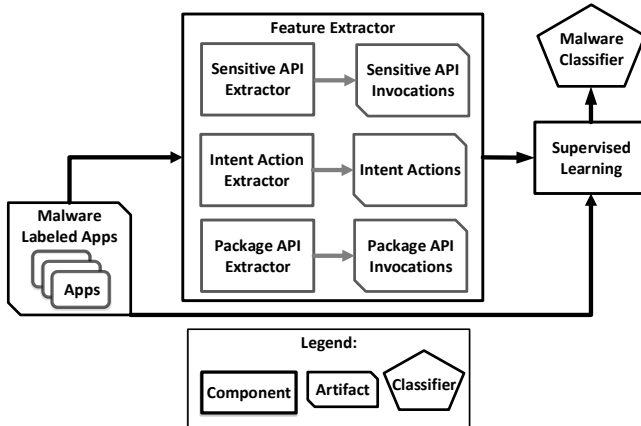 Feature Extractor
Malware
Classifier
Sensitive API
Extractor
Sensitive API
Invocations
Intent Action
Extractor
Intent Actions
Supervised
Learning
Malware
Labeled Apps
Apps
Package API
Extractor
Package API
Invocations
Legend:
Component
Artifact
Classifier